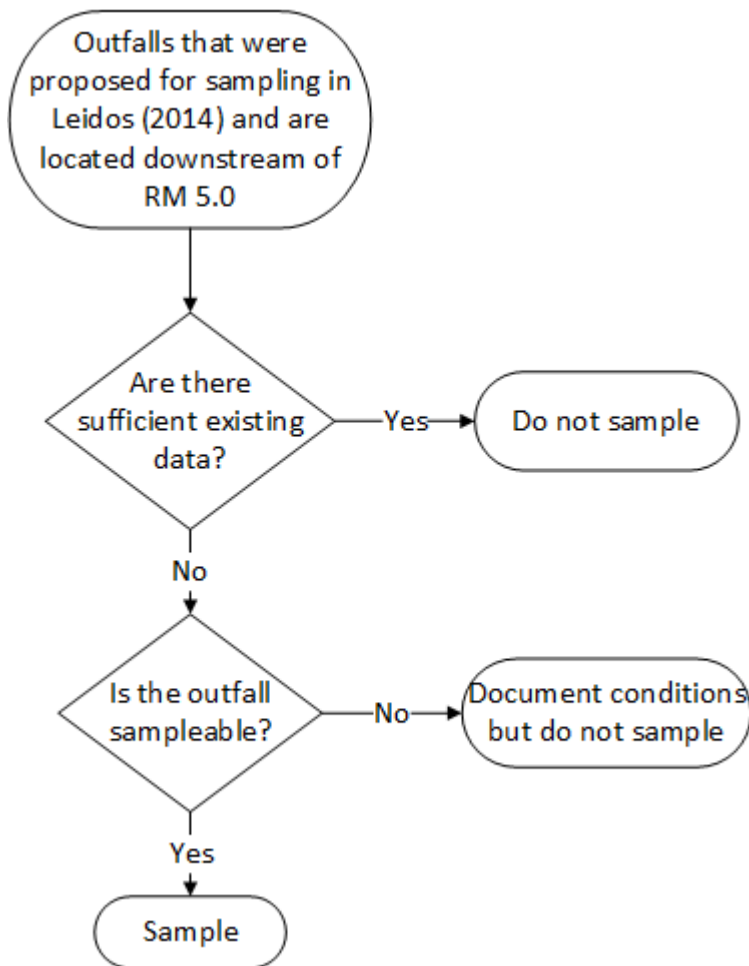 Outfalls that were
proposed for sampling in
Leidos (2014) and are
located downstream of
RM 5.0
Are there
sufficient existing
data?
Yes
Do not sample
No
Is the outfall
sampleable?
No
Document conditions
but do not sample
Yes
Sample